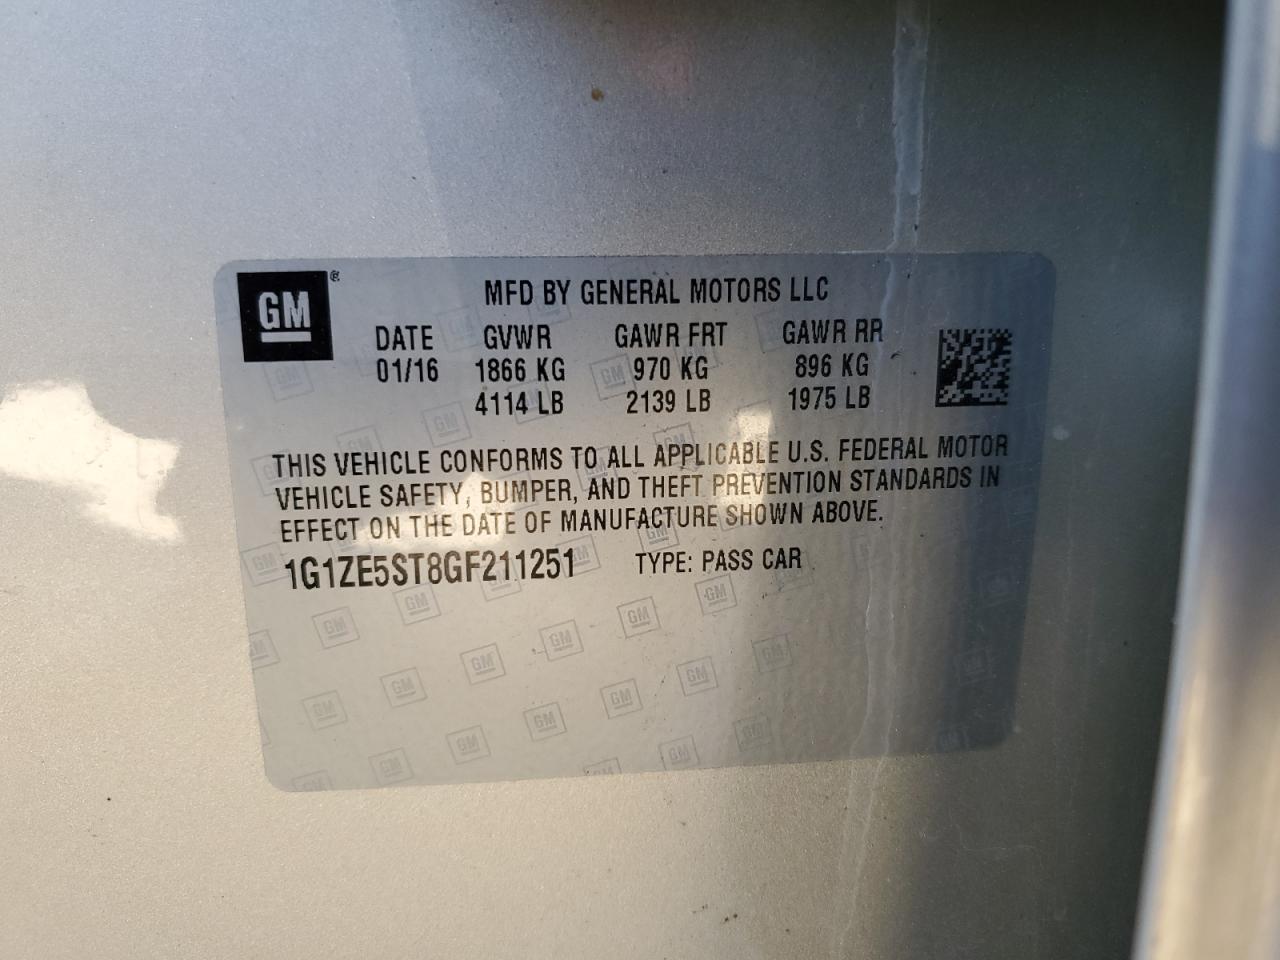 GM ®
MFD BY GENERAL MOTORS LLC
DATE GVWR GAWR FRT GAWR RR
01/16 1866 KG 970 KG 896 KG
4114 LB 2139 LB 1975 LB
THIS VEHICLE CONFORMS TO ALL APPLICABLE U.S. FEDERAL MOTOR
VEHICLE SAFETY, BUMPER, AND THEFT PREVENTION STANDARDS IN
EFFECT ON THE DATE OF MANUFACTURE SHOWN ABOVE.
1G1ZE5ST8GF211251 TYPE: PASS CAR